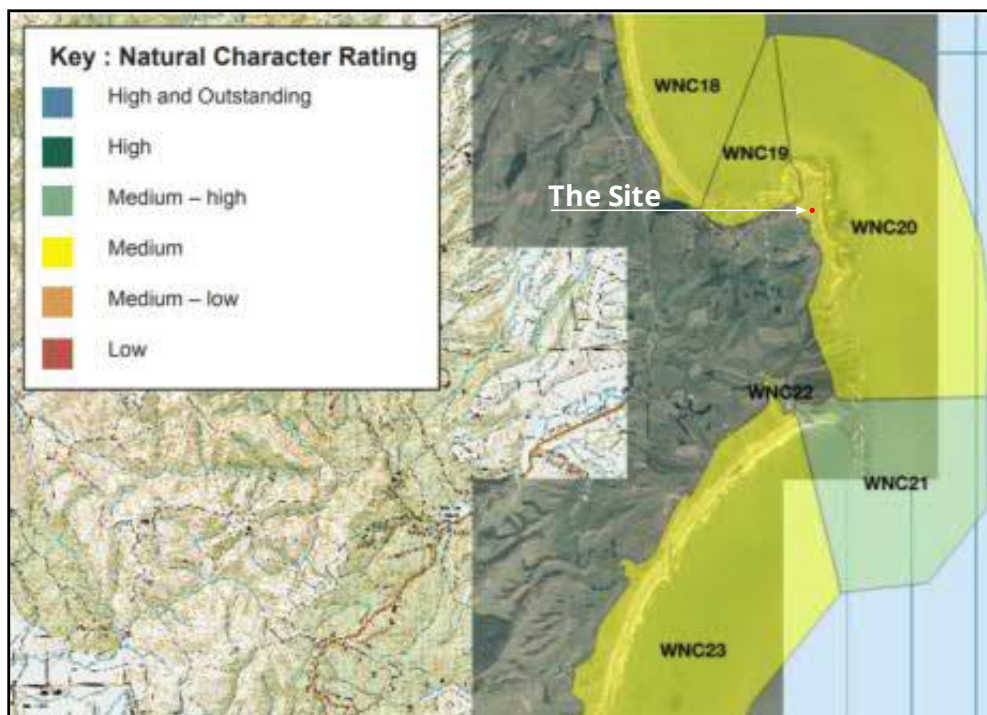 Key : Natural Character Rating
High and Outstanding
High
Medium – high
Medium
Medium – low
Low
WNC18
WNC19
The Site
WNC20
WNC22
WNC21
WNC23